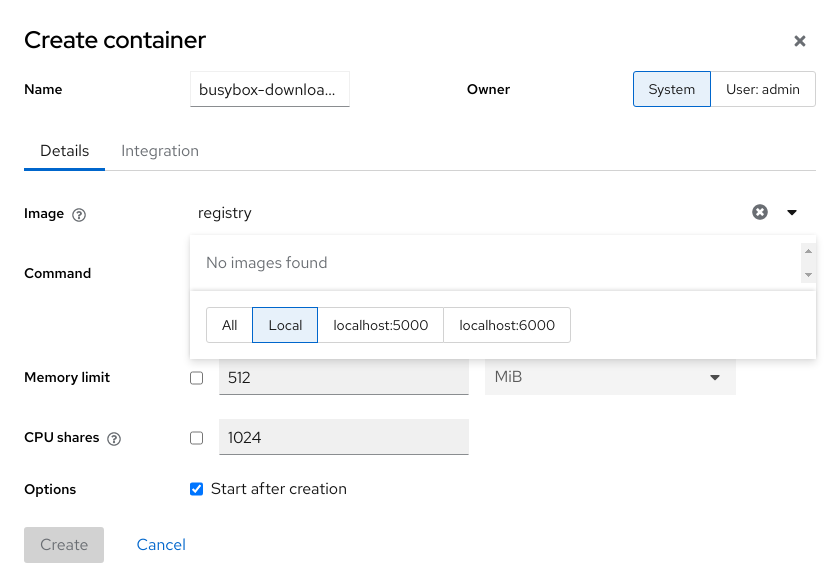 Create container
Name
busybox-downloa...
Owner
System
User: admin
Details
Integration
Image
registry
Command
No images found
All
Local
localhost:5000
localhost:6000
Memory limit
512
MiB
CPU shares
1024
Options
Start after creation
Create
Cancel